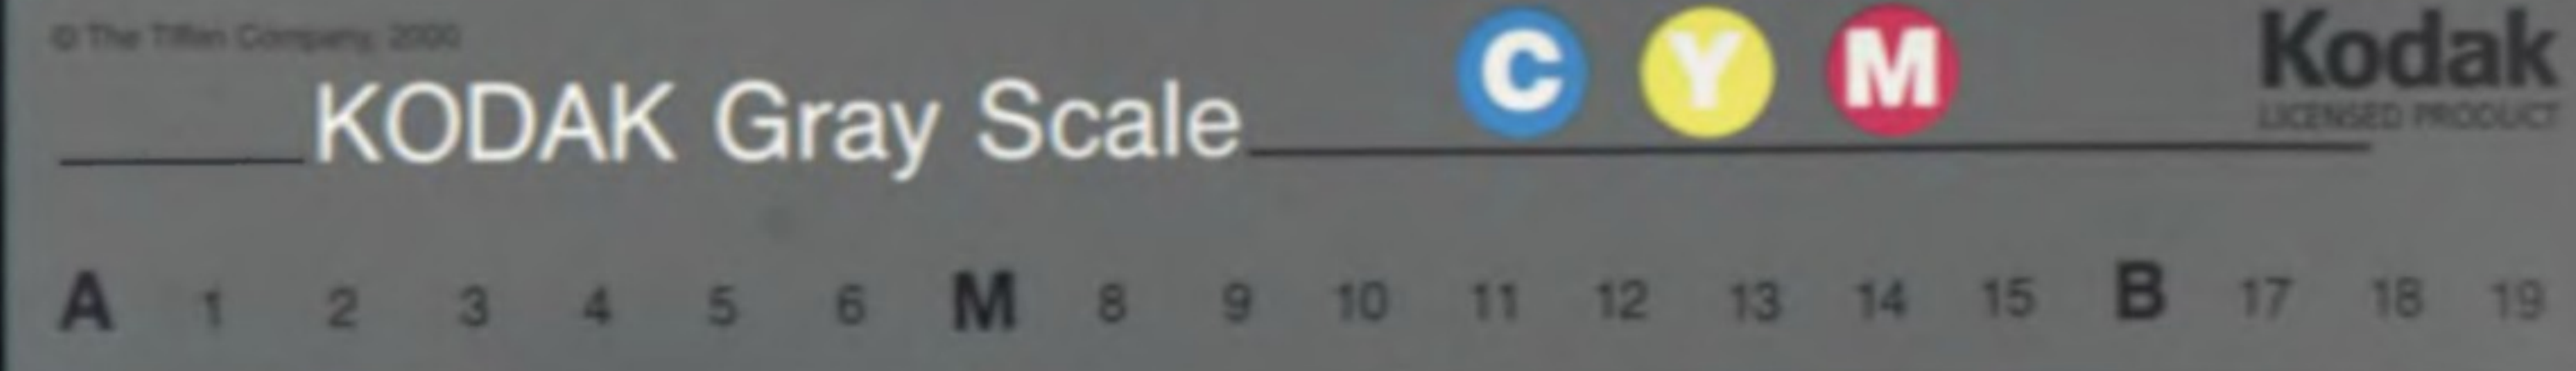 © The Tiffen Company, 2000
KODAK Gray Scale
C Y M
Kodak
LICENSED PRODUCT
A 1 2 3 4 5 6 M 8 9 10 11 12 13 14 15 B 17 18 19